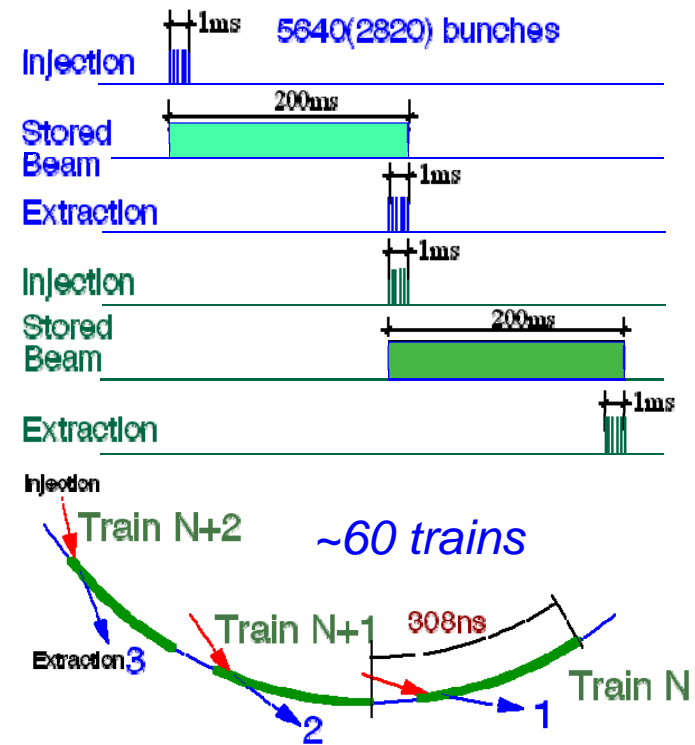 1ms 5640(2820) bunches
Injection
200ms
Stored
Beam
1ms
Extraction
1ms
Injection
Stored 200ms
Beam
1ms
Extraction
Injection
Train N+2
~60 trains
Train N+1 308ns
Extraction 3
Train N
1
2